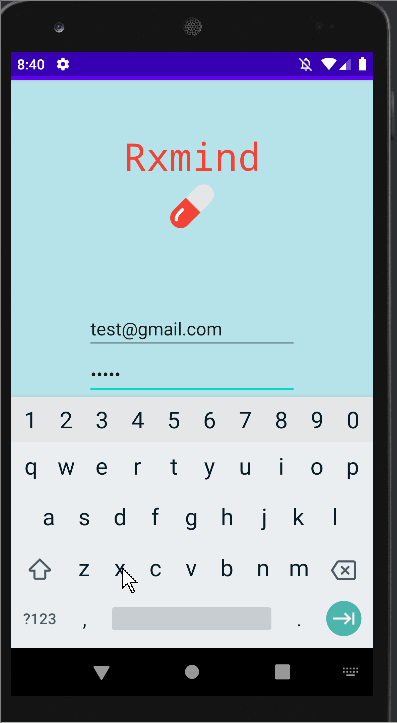 8:40
Rxmind
test@gmail.com
•••••
1 2 3 4 5 6 7 8 9 0
q w e r t y u i o p
a s d f g h j k l
z x c v b n m
?123 , .